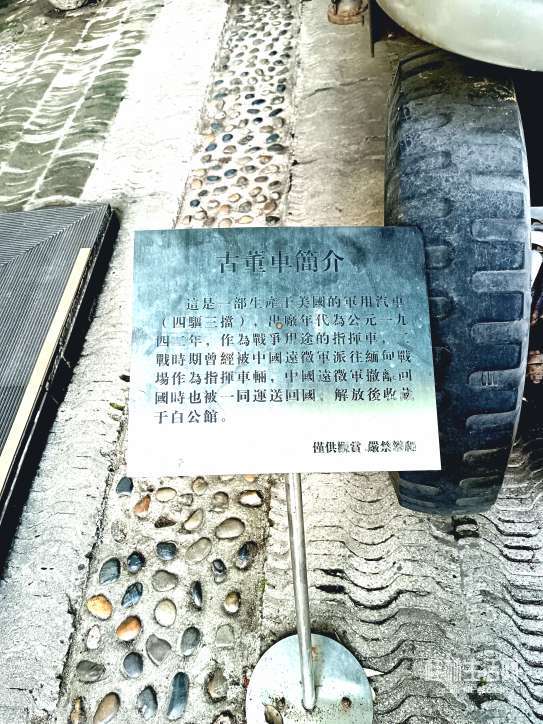 古董車簡介
這是一部生産于美國的軍用汽車
（四驅三擋），出廠年代為公元一九
四二年，作為戰爭用途的指揮車，
戰時期曾經被中國遠徵軍派往緬甸戰
場作為指揮車輛，中國遠徵軍撤亂回
國時也被一同運送回國，解放後收藏
于白公館。
僅供觀賞 嚴禁攀爬